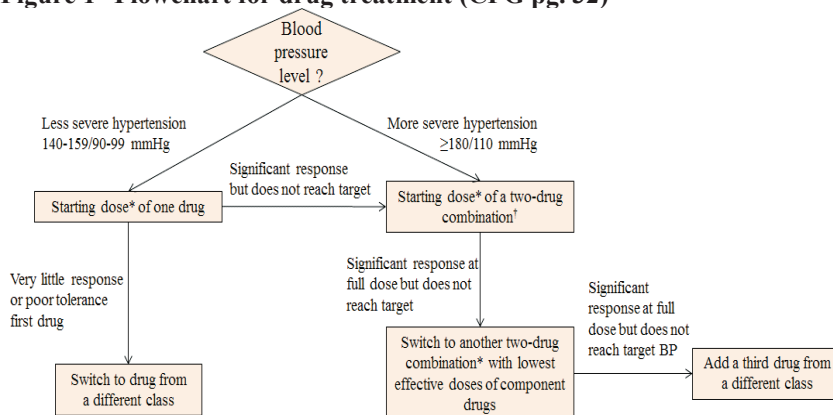 Figure 1 Flowchart for drug treatment (CPG pg. 32)
Blood
pressure
level ?
Less severe hypertension
140-159/90-99 mmHg
More severe hypertension
≥180/110 mmHg
Significant response
but does not reach target
Starting dose* of one drug
Starting dose* of a two-drug
combination†
Very little response
or poor tolerance
first drug
Significant response at
full dose but does not
reach target
Significant
response at full
dose but does not
reach target BP
Switch to drug from
a different class
Switch to another two-drug
combination* with lowest
effective doses of component
drugs
Add a third drug from
a different class